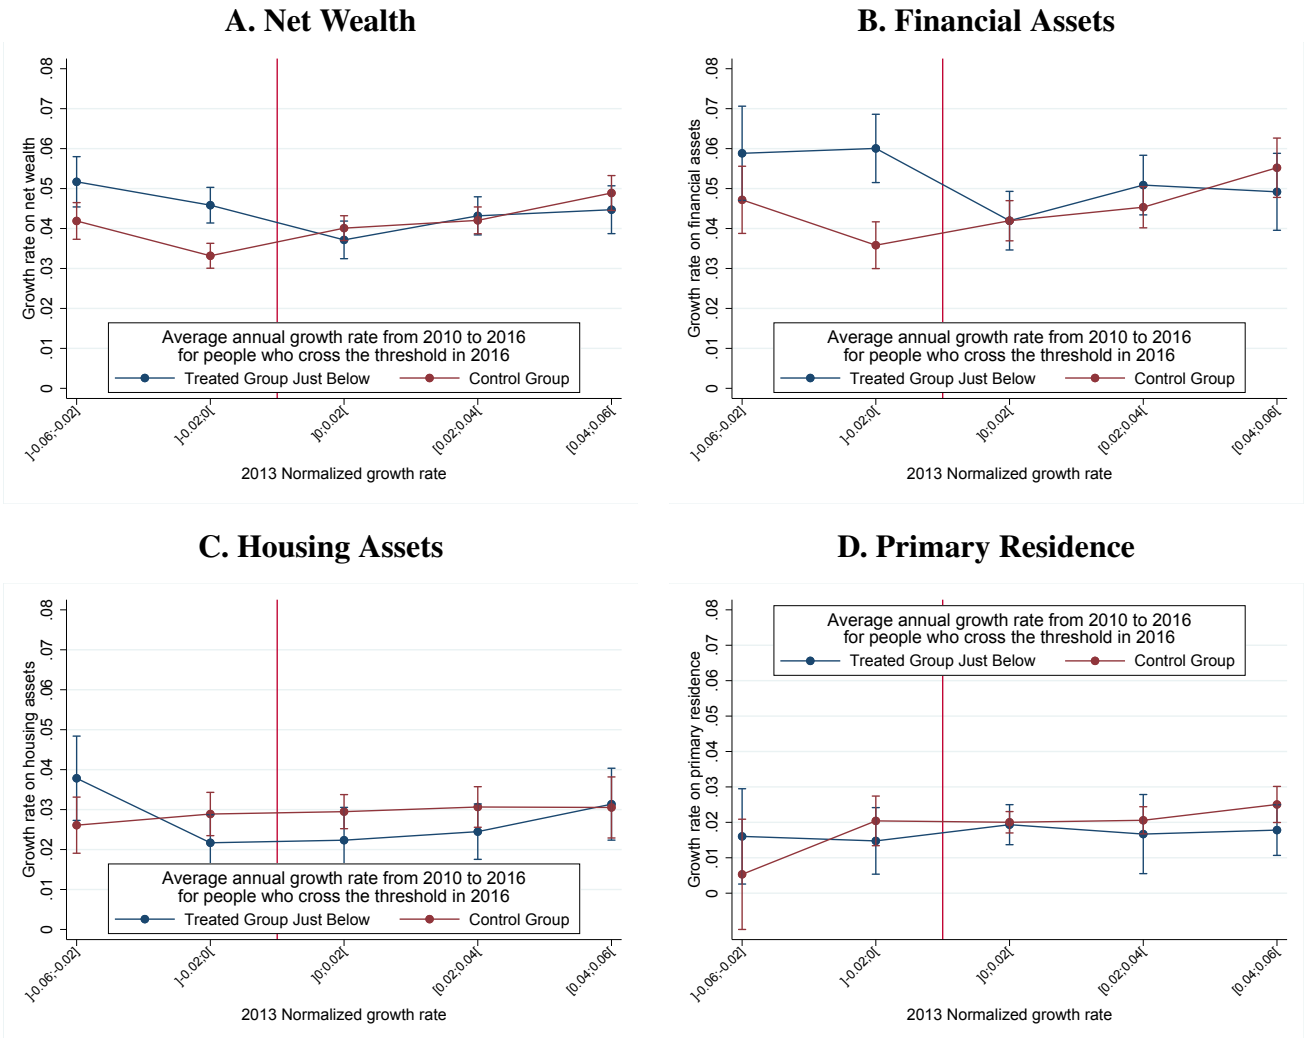 A. Net Wealth
Growth rate on net wealth
.08
.07
.06
.05
.04
.03
.02
.01
0
Average annual growth rate from 2010 to 2016
for people who cross the threshold in 2016
Treated Group Just Below
Control Group
]-0.06;-0.02]
]-0.02;0[
]0;0.02[
[0.02;0.04[
[0.04;0.06[
2013 Normalized growth rate
B. Financial Assets
Growth rate on financial assets
.08
.07
.06
.05
.04
.03
.02
.01
0
Average annual growth rate from 2010 to 2016
for people who cross the threshold in 2016
Treated Group Just Below
Control Group
]-0.06;-0.02]
]-0.02;0[
]0;0.02[
[0.02;0.04[
[0.04;0.06[
2013 Normalized growth rate
C. Housing Assets
Growth rate on housing assets
.08
.07
.06
.05
.04
.03
.02
.01
0
Average annual growth rate from 2010 to 2016
for people who cross the threshold in 2016
Treated Group Just Below
Control Group
]-0.06;-0.02]
]-0.02;0[
]0;0.02[
[0.02;0.04[
[0.04;0.06[
2013 Normalized growth rate
D. Primary Residence
Growth rate on primary residence
.08
.07
.06
.05
.04
.03
.02
.01
0
Average annual growth rate from 2010 to 2016
for people who cross the threshold in 2016
Treated Group Just Below
Control Group
]-0.06;-0.02]
]-0.02;0[
]0;0.02[
[0.02;0.04[
[0.04;0.06[
2013 Normalized growth rate